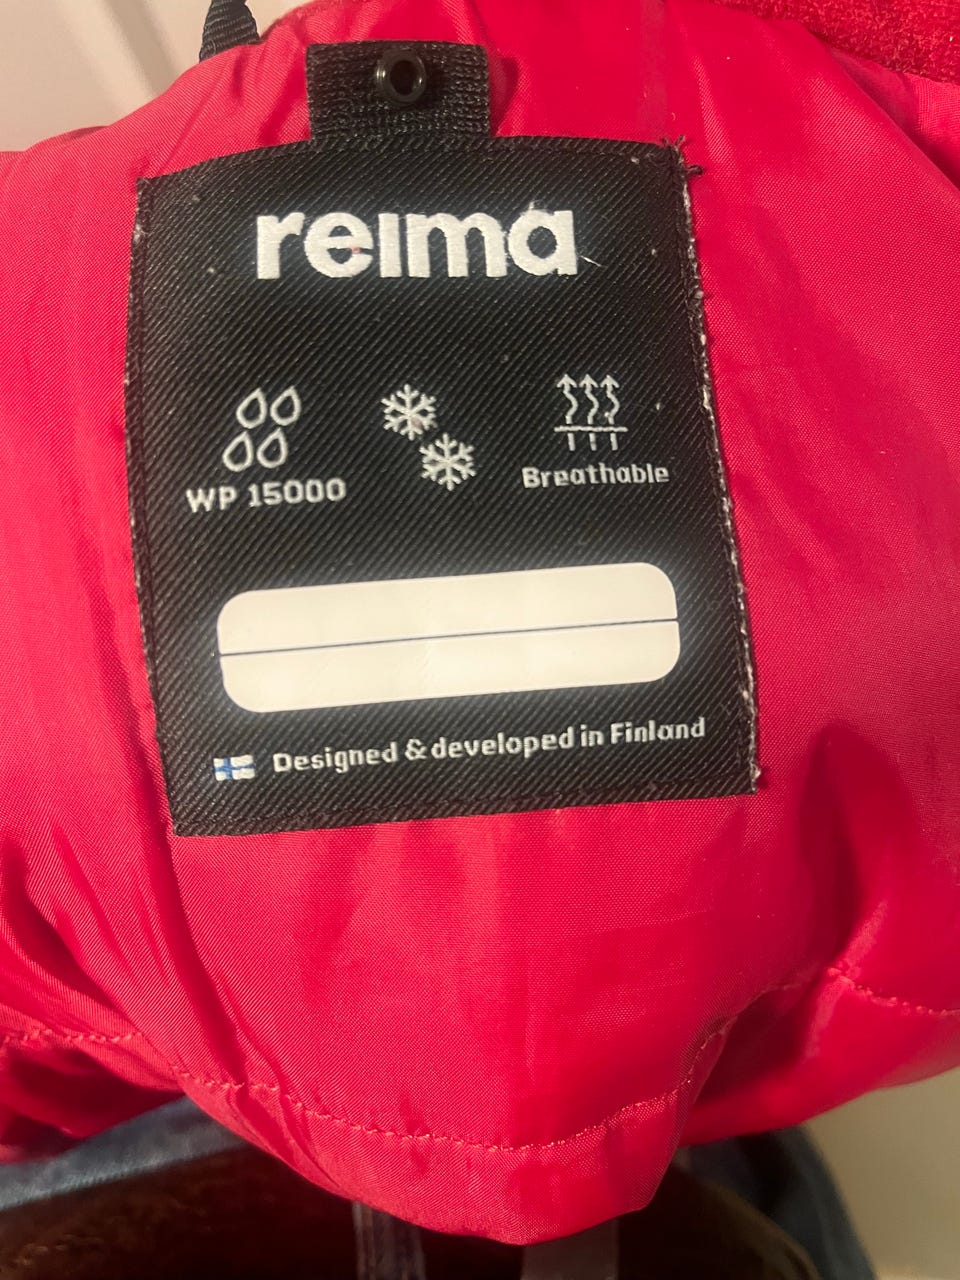 reima
WP 15000
Breathable
Designed & developed in Finland